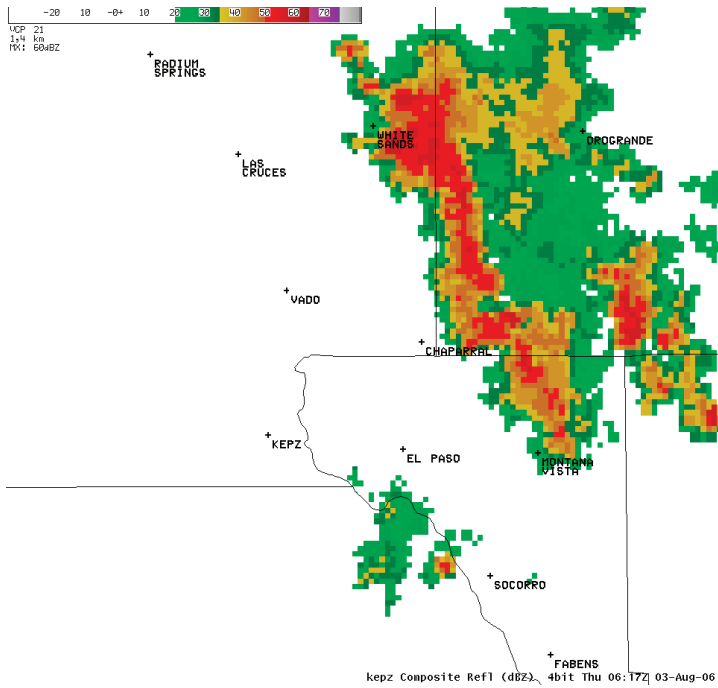 -20 10 -0+ 10 20 30 40 50 60 70
VCP 21
1,4 km
MX: 60dBZ
RADIUM
SPRINGS
WHITE
SANDS
OROGRANDE
LAS
CRUCES
VADO
CHAPARRAL
KEPZ
EL PASO
MONTANA
VISTA
SOCORRO
FABENS
kepz Composite Refl (dBZ) 4bit Thu 06:17Z 03-Aug-06